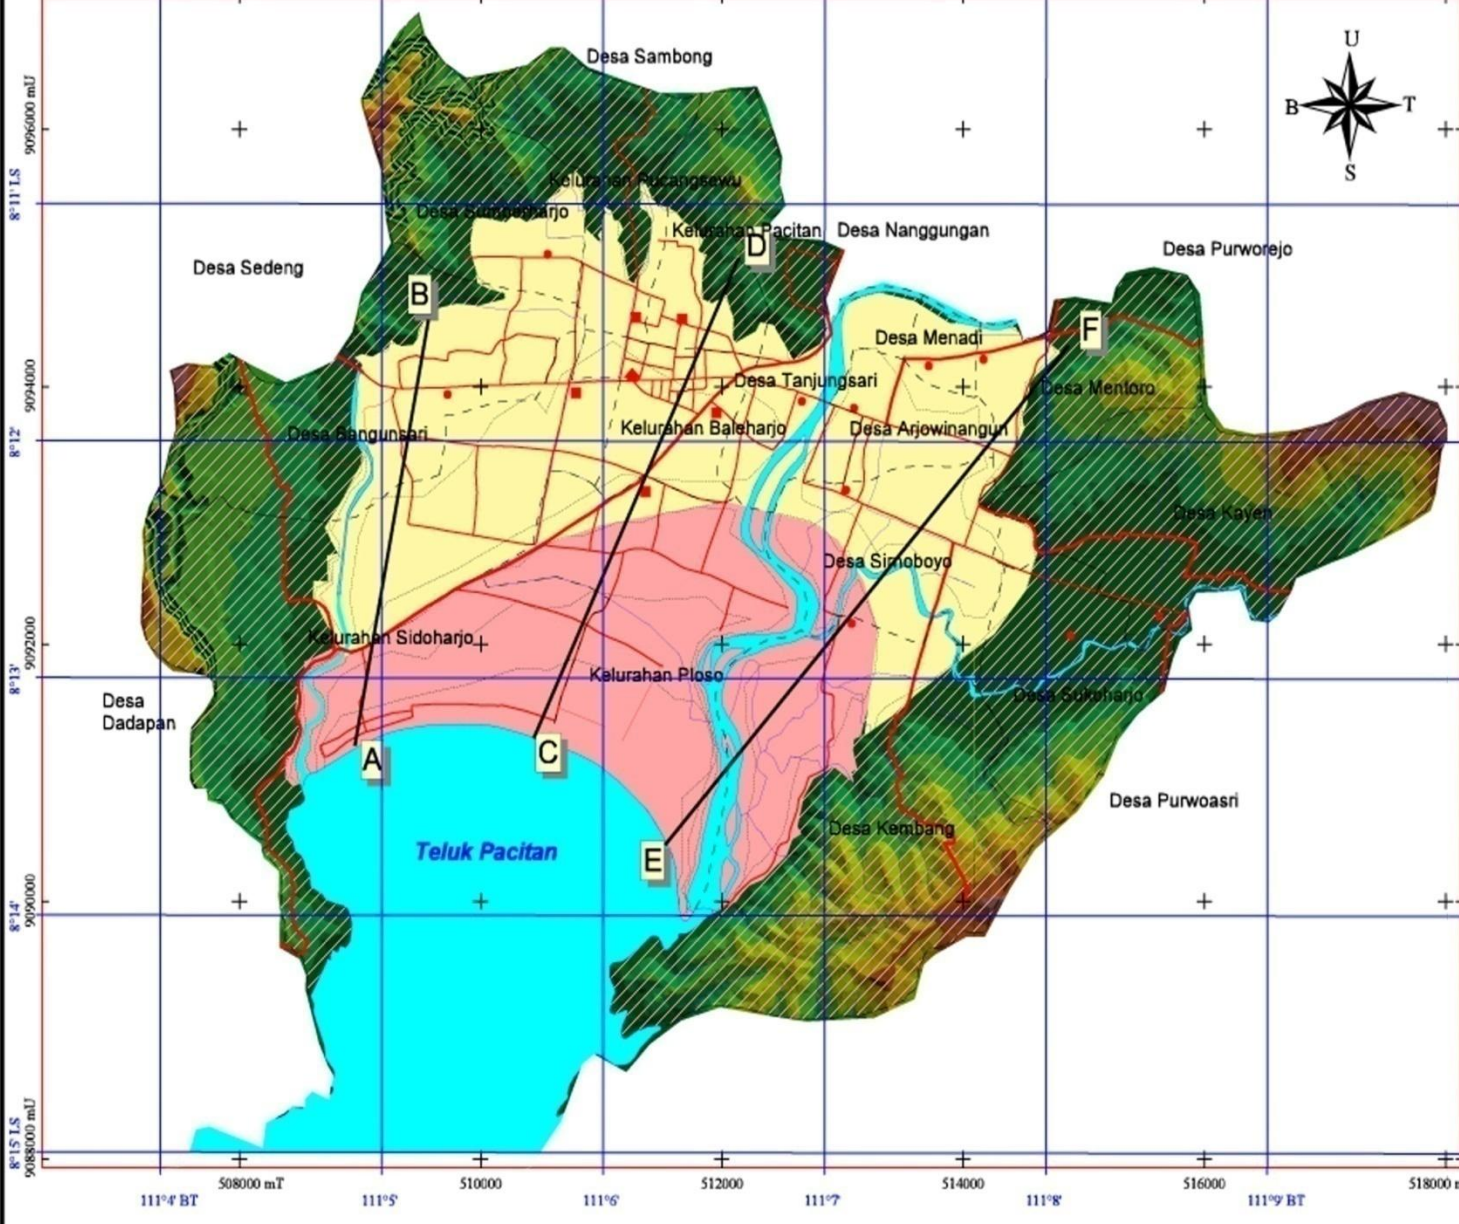 Desa Sambong
U
B
T
S
9096000 mU
8°11' LS
Kelurahan Pucangsewu
Desa Sumberharjo
Kelurahan Pacitan
Desa Nanggungan
D
Desa Purworejo
Desa Sedeng
B
F
Desa Menadi
9094000
Desa Tanjungsari
Desa Mentoro
Desa Bangunsari
Kelurahan Baleharjo
Desa Arjowinangun
8°12'
Desa Kayen
Desa Sirnoboyo
Kelurahan Sidoharjo
9092000
Kelurahan Ploso
8°13'
Desa Sukoharjo
Desa
Dadapan
A
C
Desa Purwoasri
Desa Kembang
Teluk Pacitan
E
9090000
8°14'
8°15' LS
9088000 mU
508000 mT
510000
512000
514000
516000
518000
111°4' BT
111°5'
111°6'
111°7'
111°8'
111°9' BT